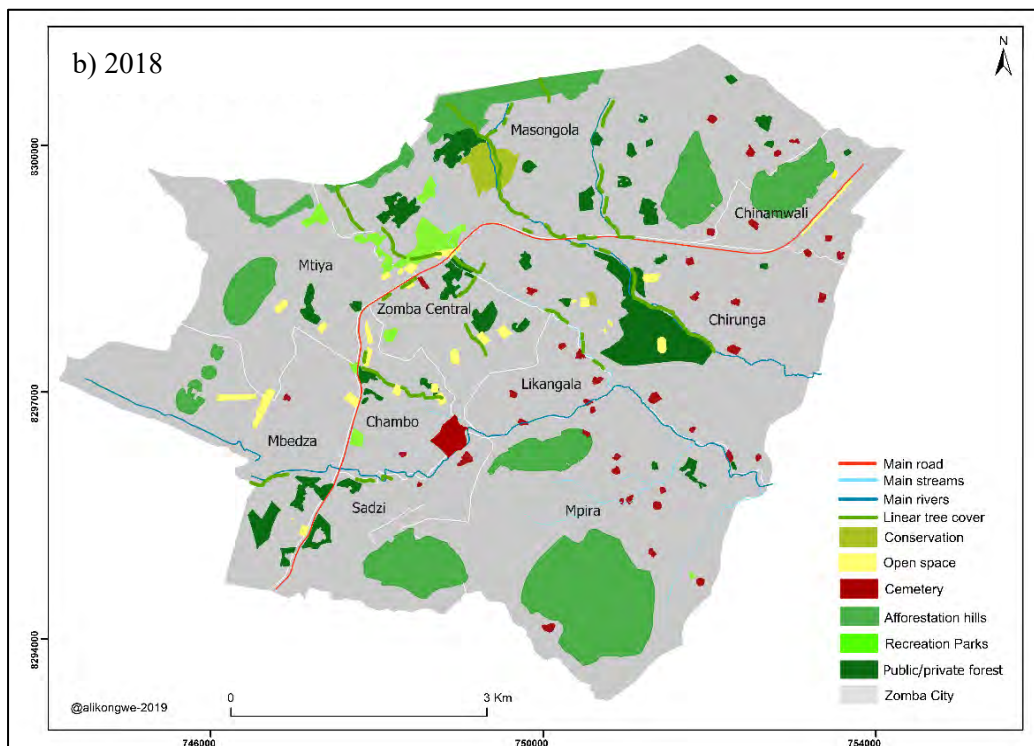 b) 2018
N
8300000
8297000
8294000
Masongola
Chinamwali
Mtiya
Zomba Central
Chirunga
Likangala
Chambo
Mbedza
Sadzi
Mpira
Main road
Main streams
Main rivers
Linear tree cover
Conservation
Open space
Cemetery
Afforestation hills
Recreation Parks
Public/private forest
Zomba City
0 3 Km
@alikongwe-2019
746000 750000 754000